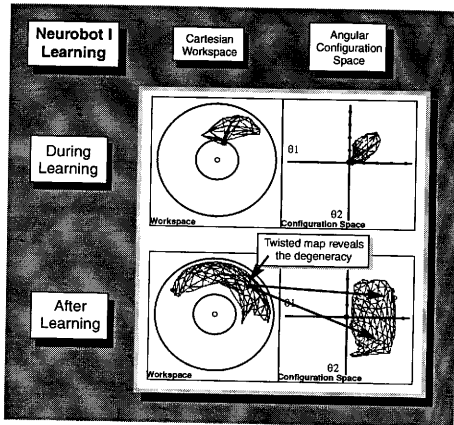 Neurobot I
Learning
Cartesian
Workspace
Angular
Configuration
Space
During
Learning
θ1
θ2
Workspace
Configuration Space
Twisted map reveals
the degeneracy
After
Learning
θ1
θ2
Workspace
Configuration Space